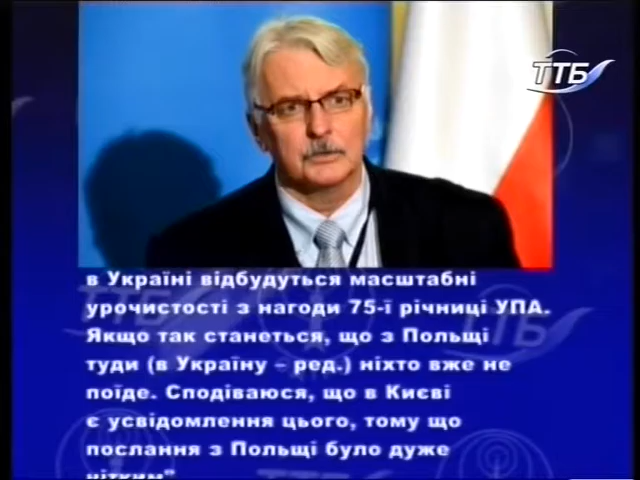 ТТБ
в Україні відбудуться масштабні
урочистості з нагоди 75-ї річниці УПА.
Якщо так станеться, що з Польщі
туди (в Україну – ред.) ніхто вже не
поїде. Сподіваюся, що в Києві
є усвідомлення цього, тому що
послання з Польщі було дуже
чітким"